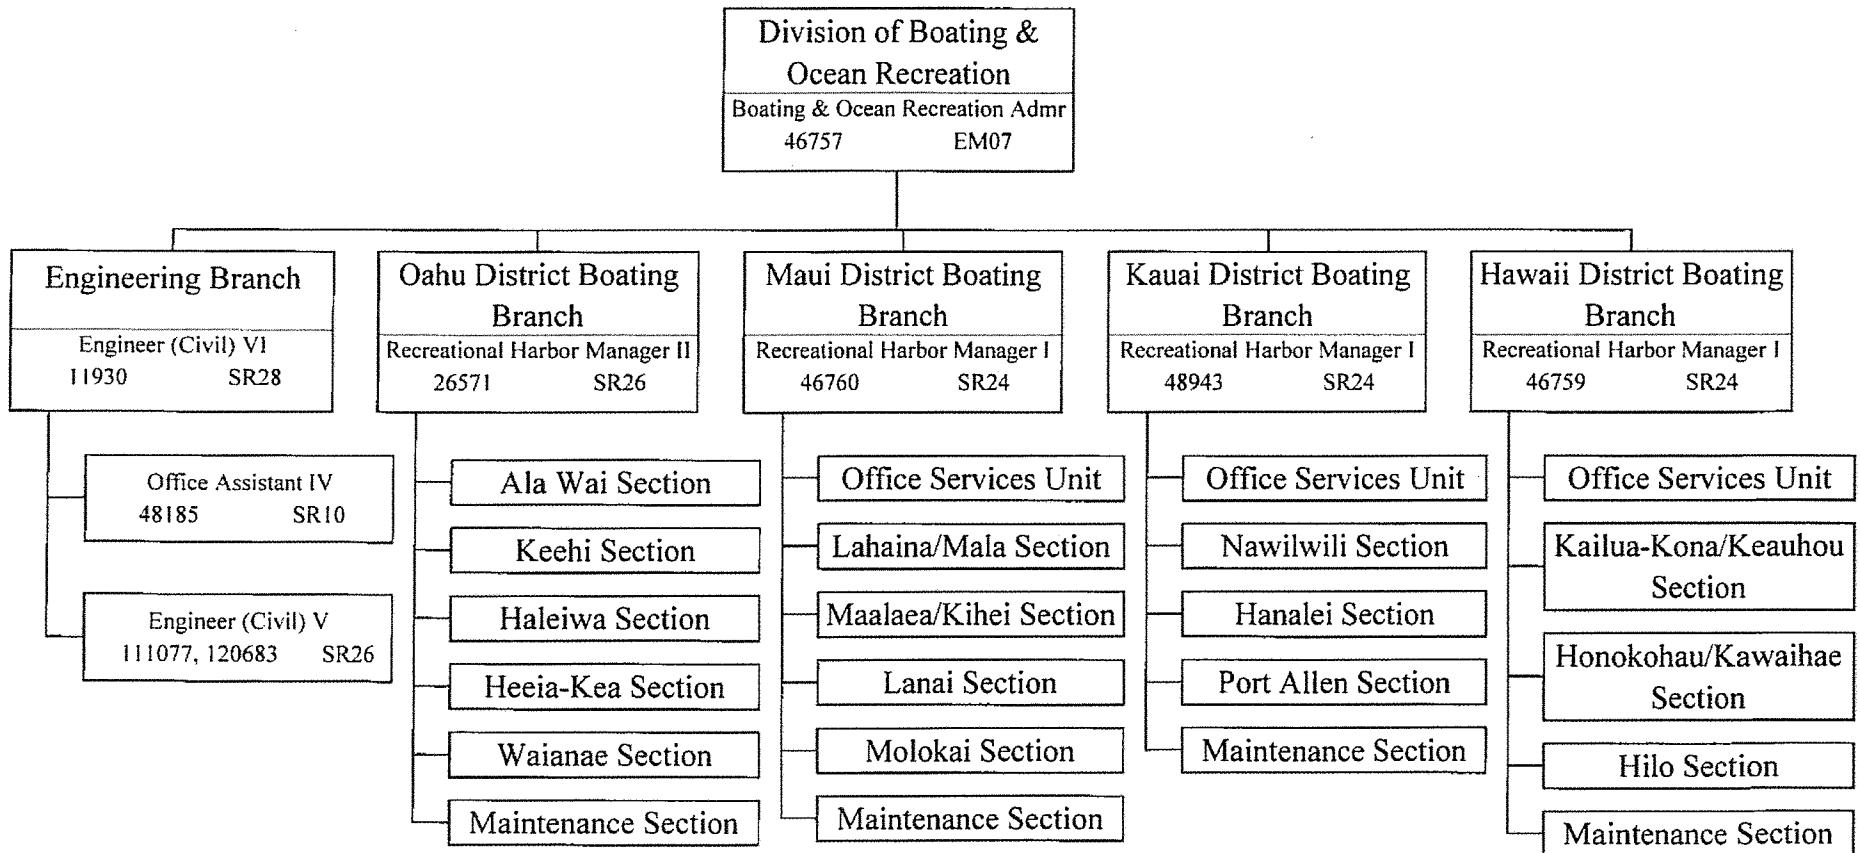 Division of Boating &
Ocean Recreation
Boating & Ocean Recreation Admr
46757 EM07
Engineering Branch
Engineer (Civil) VI
11930 SR28
Office Assistant IV
48185 SR10
Engineer (Civil) V
111077, 120683 SR26
Oahu District Boating
Branch
Recreational Harbor Manager II
26571 SR26
Ala Wai Section
Keehi Section
Haleiwa Section
Heeia-Kea Section
Waianae Section
Maintenance Section
Maui District Boating
Branch
Recreational Harbor Manager I
46760 SR24
Office Services Unit
Lahaina/Mala Section
Maalaea/Kihei Section
Lanai Section
Molokai Section
Maintenance Section
Kauai District Boating
Branch
Recreational Harbor Manager I
48943 SR24
Office Services Unit
Nawilwili Section
Hanalei Section
Port Allen Section
Maintenance Section
Hawaii District Boating
Branch
Recreational Harbor Manager I
46759 SR24
Office Services Unit
Kailua-Kona/Keauhou
Section
Honokohau/Kawaihae
Section
Hilo Section
Maintenance Section